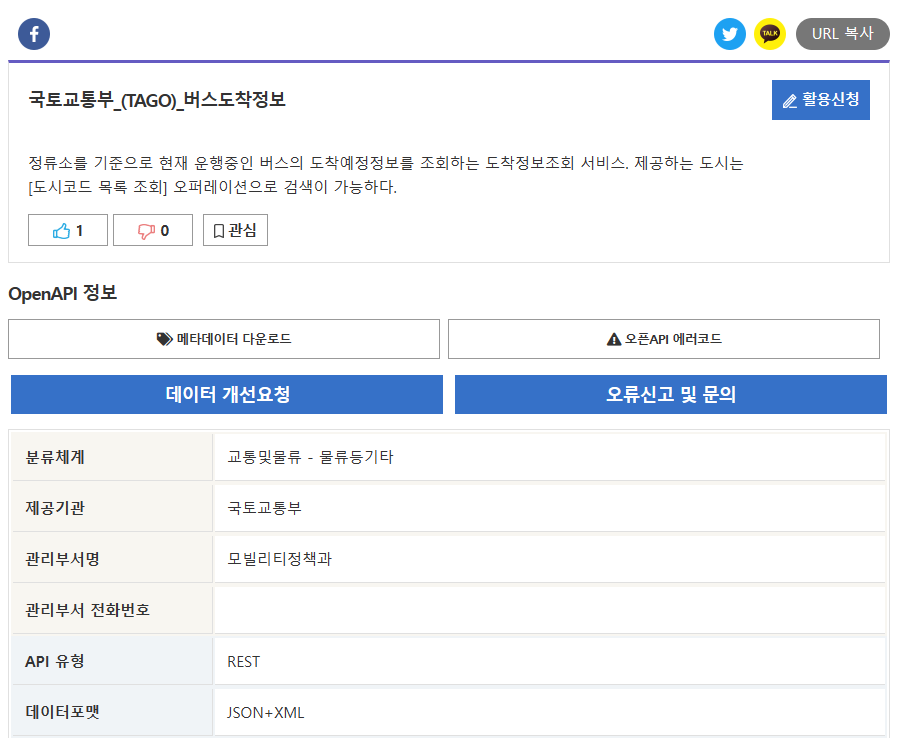 f
TALK
URL 복사
국토교통부_(TAGO)_버스도착정보
활용신청
정류소를 기준으로 현재 운행중인 버스의 도착예정정보를 조회하는 도착정보조회 서비스. 제공하는 도시는
[도시코드 목록 조회] 오퍼레이션으로 검색이 가능하다.
1
0
관심
OpenAPI 정보
메타데이터 다운로드
오픈API 에러코드
데이터 개선요청
오류신고 및 문의
분류체계
교통및물류 - 물류등기타
제공기관
국토교통부
관리부서명
모빌리티정책과
관리부서 전화번호
API 유형
REST
데이터포맷
JSON+XML